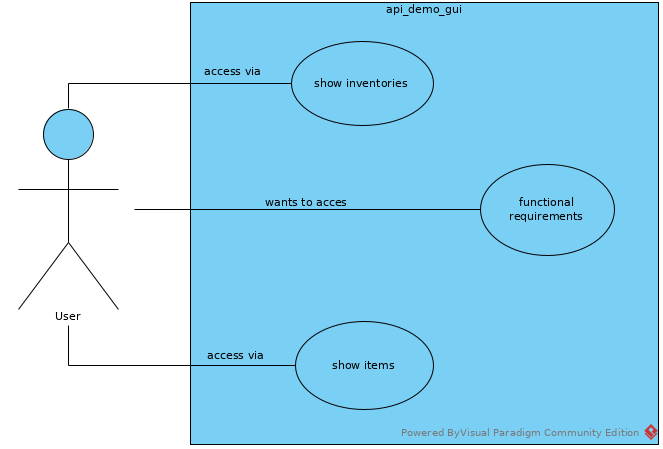 api_demo_gui
access via
show inventories
wants to acces
functional
requirements
User
access via
show items
Powered ByVisual Paradigm Community Edition